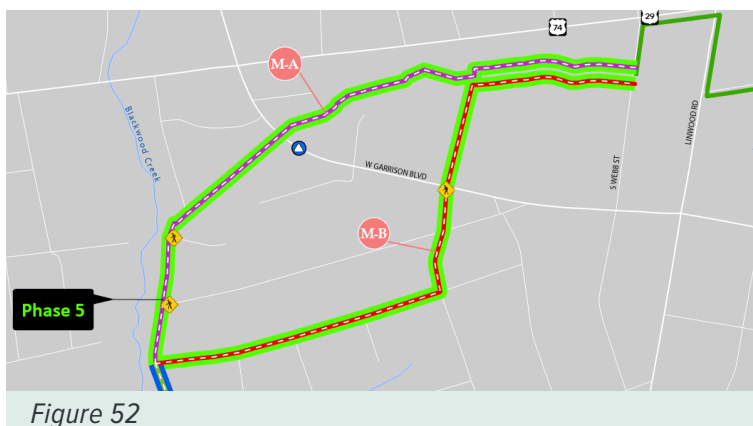 29
74
M-A
Blackwood Creek
LINWOOD RD
W GARRISON BLVD
S WEBB ST
M-B
Phase 5
Figure 52